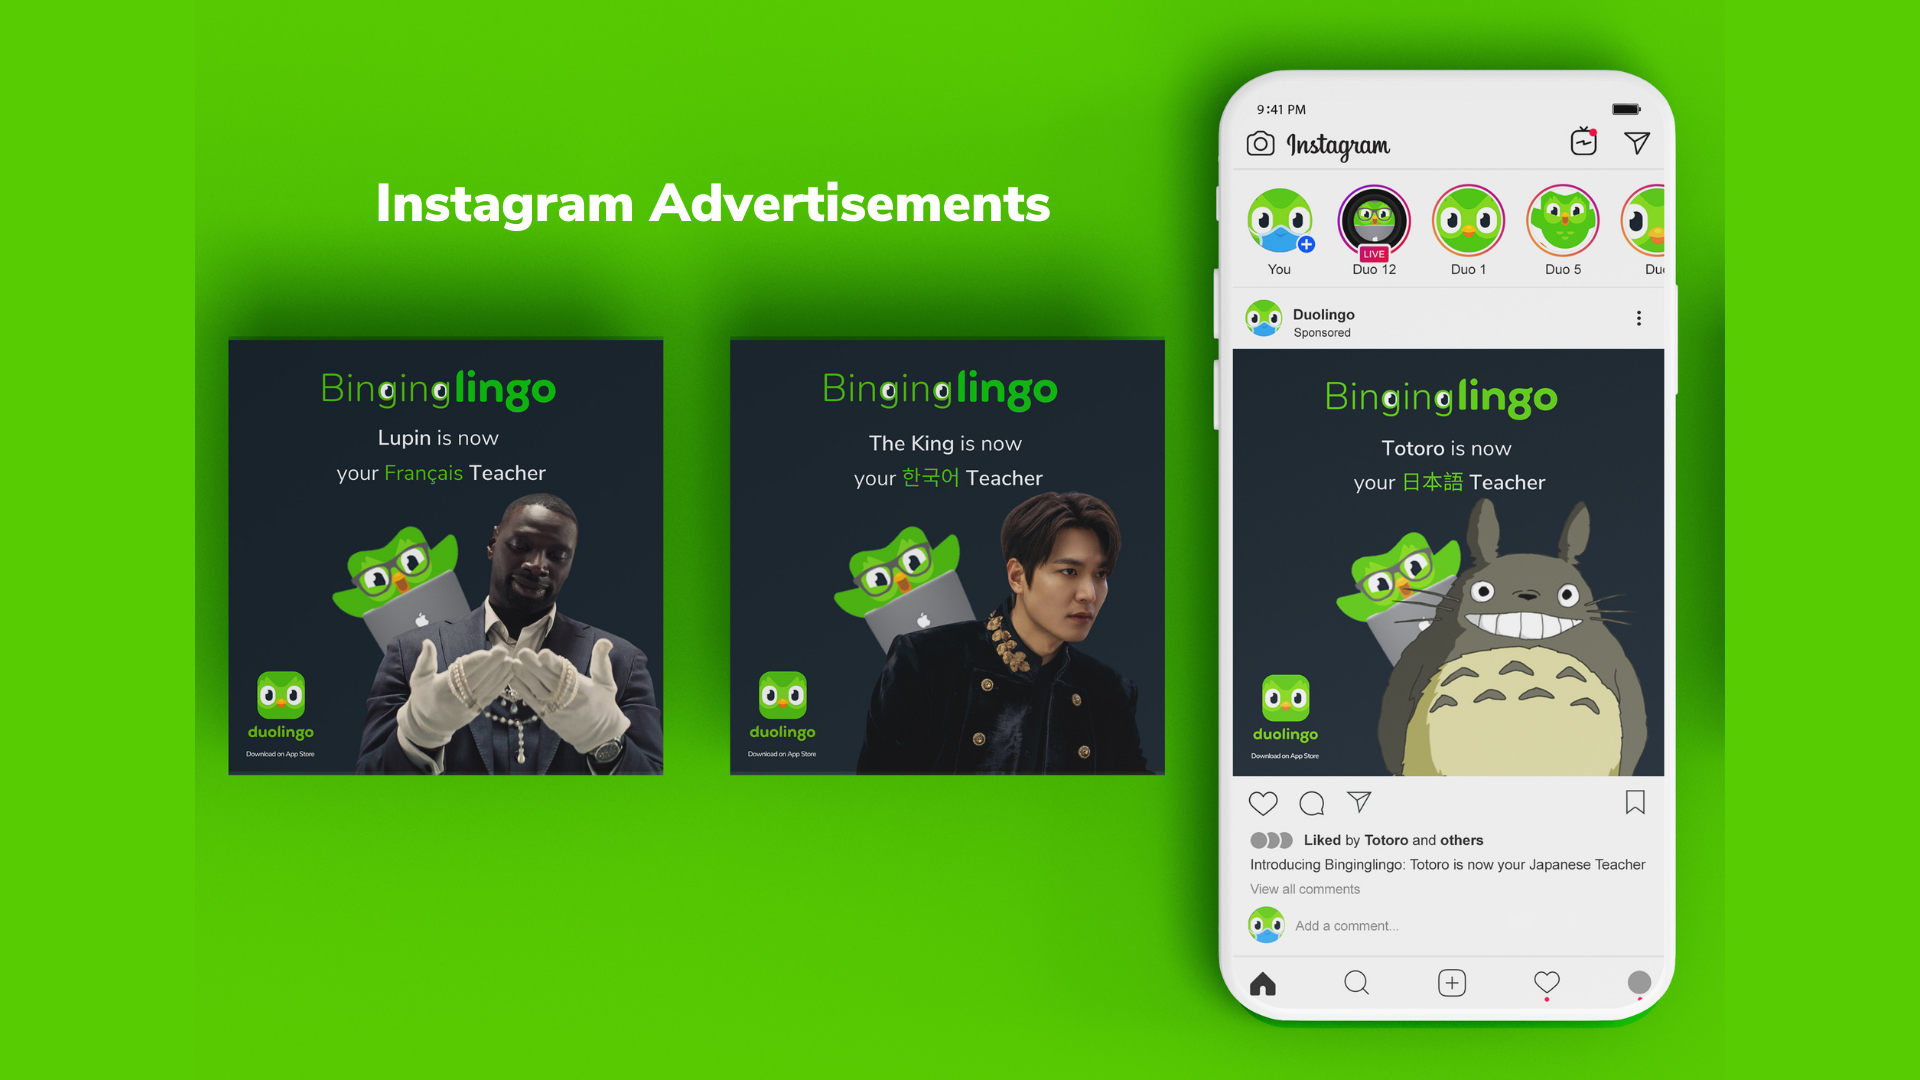 Instagram Advertisements
Binginglingo
Lupin is now
your Français Teacher
duolingo
Download on App Store
Binginglingo
The King is now
your 한국어 Teacher
duolingo
Download on App Store
9:41 PM
Instagram
LIVE
You
Duo 12
Duo 1
Duo 5
Duo
Duolingo
Sponsored
Binginglingo
Totoro is now
your 日本語 Teacher
duolingo
Download on App Store
Liked by Totoro and others
Introducing Binginglingo: Totoro is now your Japanese Teacher
View all comments
Add a comment...